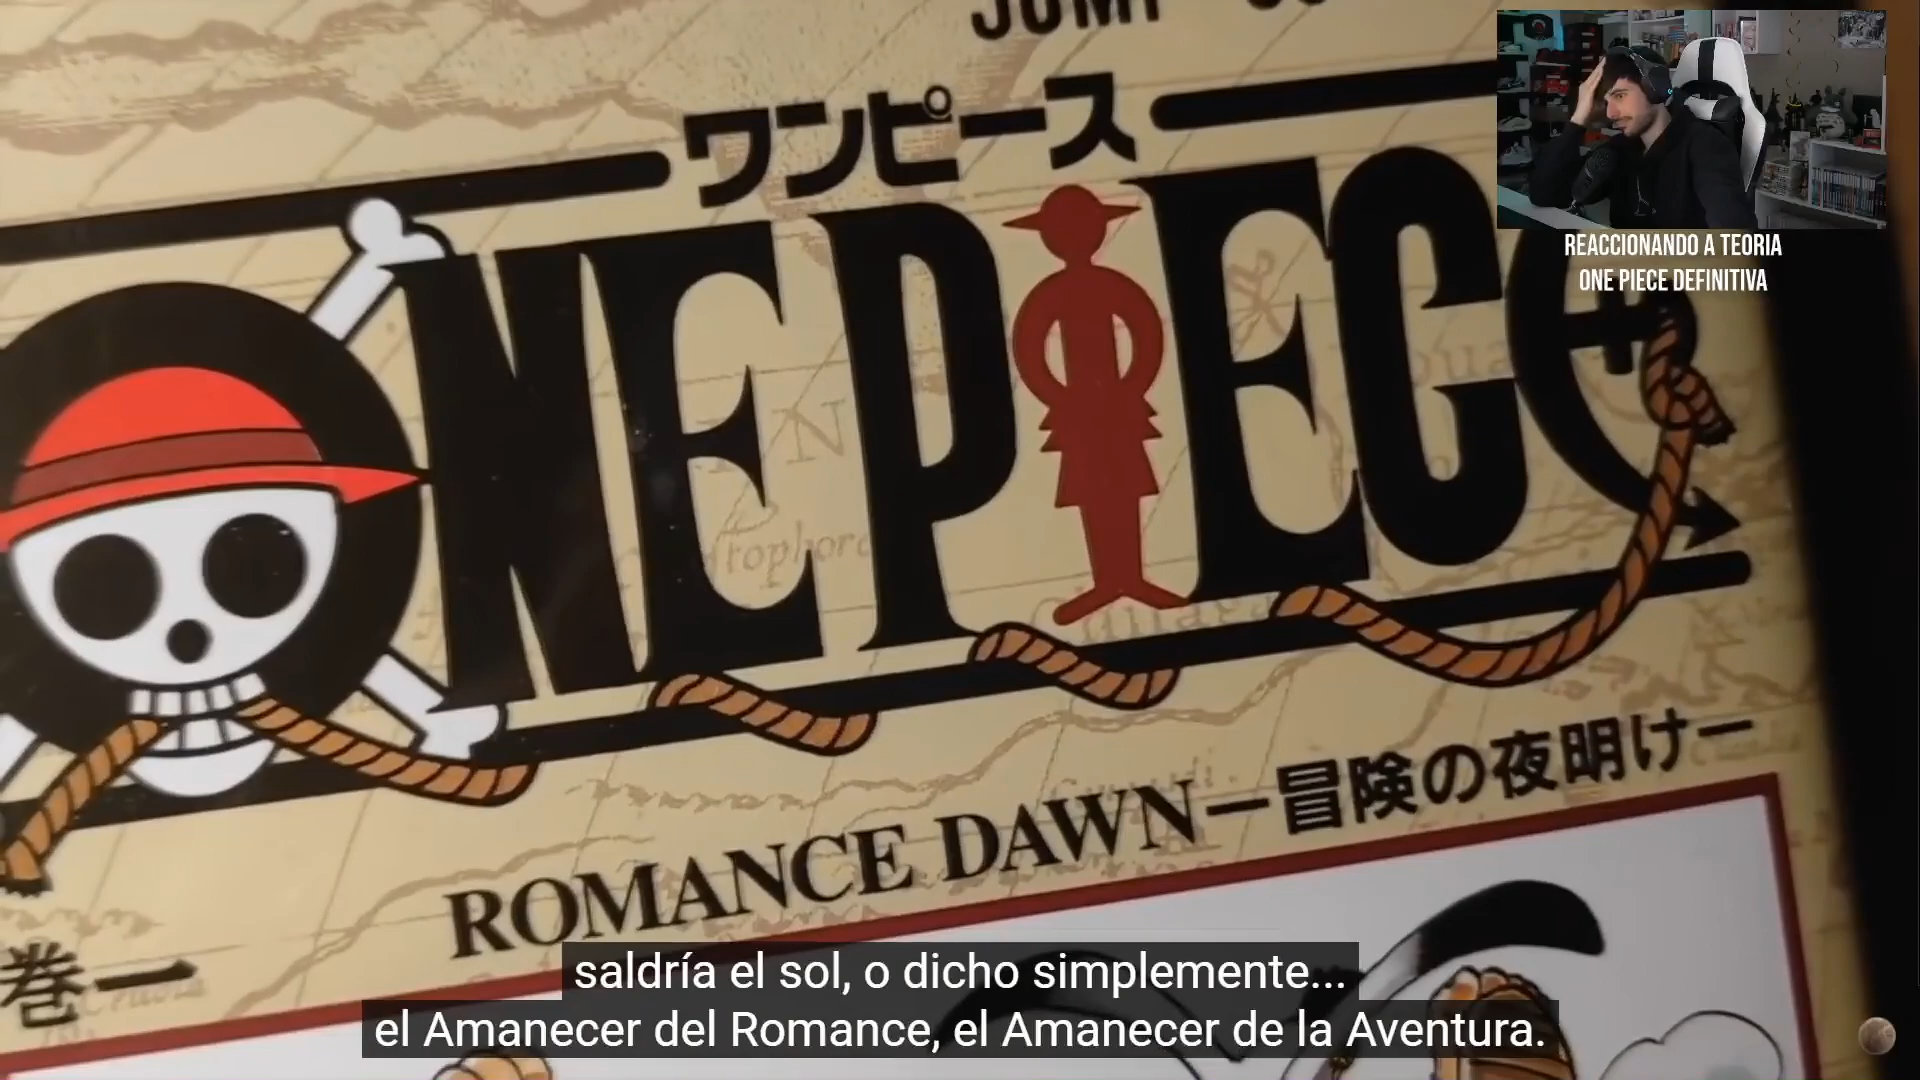 ワンピース
ONE PIECE
ROMANCE DAWN ー冒険の夜明けー
巻一
REACCIONANDO A TEORIA
ONE PIECE DEFINITIVA
saldría el sol, o dicho simplemente...
el Amanecer del Romance, el Amanecer de la Aventura.